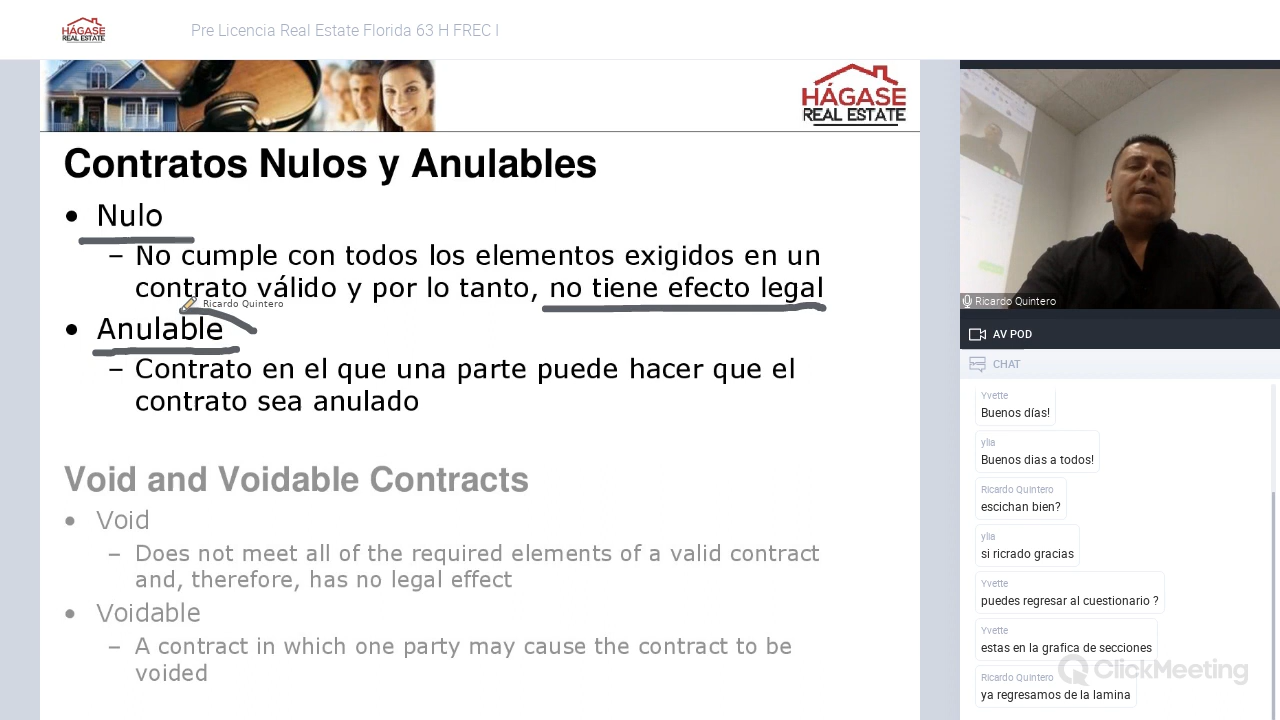 HÁGASE
REAL ESTATE
Pre Licencia Real Estate Florida 63 H FREC I
HÁGASE
REAL ESTATE
Contratos Nulos y Anulables
• Nulo
– No cumple con todos los elementos exigidos en un
contrato válido y por lo tanto, no tiene efecto legal
Ricardo Quintero
• Anulable
– Contrato en el que una parte puede hacer que el
contrato sea anulado
Void and Voidable Contracts
• Void
– Does not meet all of the required elements of a valid contract
and, therefore, has no legal effect
• Voidable
– A contract in which one party may cause the contract to be
voided
Ricardo Quintero
AV POD
CHAT
Yvette
Buenos días!
ylia
Buenos dias a todos!
Ricardo Quintero
escichan bien?
ylia
si ricrado gracias
Yvette
puedes regresar al cuestionario ?
Yvette
estas en la grafica de secciones
Ricardo Quintero
ya regresamos de la lamina
ClickMeeting